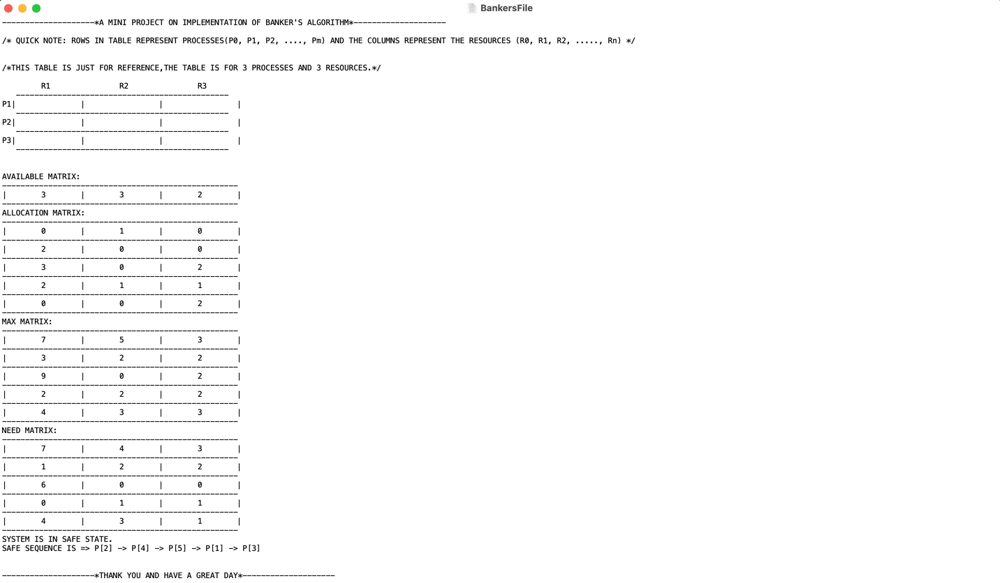 BankersFile
--------------------*A MINI PROJECT ON IMPLEMENTATION OF BANKER'S ALGORITHM*--------------------
/* QUICK NOTE: ROWS IN TABLE REPRESENT PROCESSES(P0, P1, P2, ...., Pm) AND THE COLUMNS REPRESENT THE RESOURCES (R0, R1, R2, ....., Rn) */
/*THIS TABLE IS JUST FOR REFERENCE,THE TABLE IS FOR 3 PROCESSES AND 3 RESOURCES.*/
R1 R2 R3
P1| | | |
P2| | | |
P3| | | |
AVAILABLE MATRIX:
| 3 | 3 | 2 |
ALLOCATION MATRIX:
| 0 | 1 | 0 |
| 2 | 0 | 0 |
| 3 | 0 | 2 |
| 2 | 1 | 1 |
| 0 | 0 | 2 |
MAX MATRIX:
| 7 | 5 | 3 |
| 3 | 2 | 2 |
| 9 | 0 | 2 |
| 2 | 2 | 2 |
| 4 | 3 | 3 |
NEED MATRIX:
| 7 | 4 | 3 |
| 1 | 2 | 2 |
| 6 | 0 | 0 |
| 0 | 1 | 1 |
| 4 | 3 | 1 |
SYSTEM IS IN SAFE STATE.
SAFE SEQUENCE IS => P[2] -> P[4] -> P[5] -> P[1] -> P[3]
--------------------*THANK YOU AND HAVE A GREAT DAY*--------------------